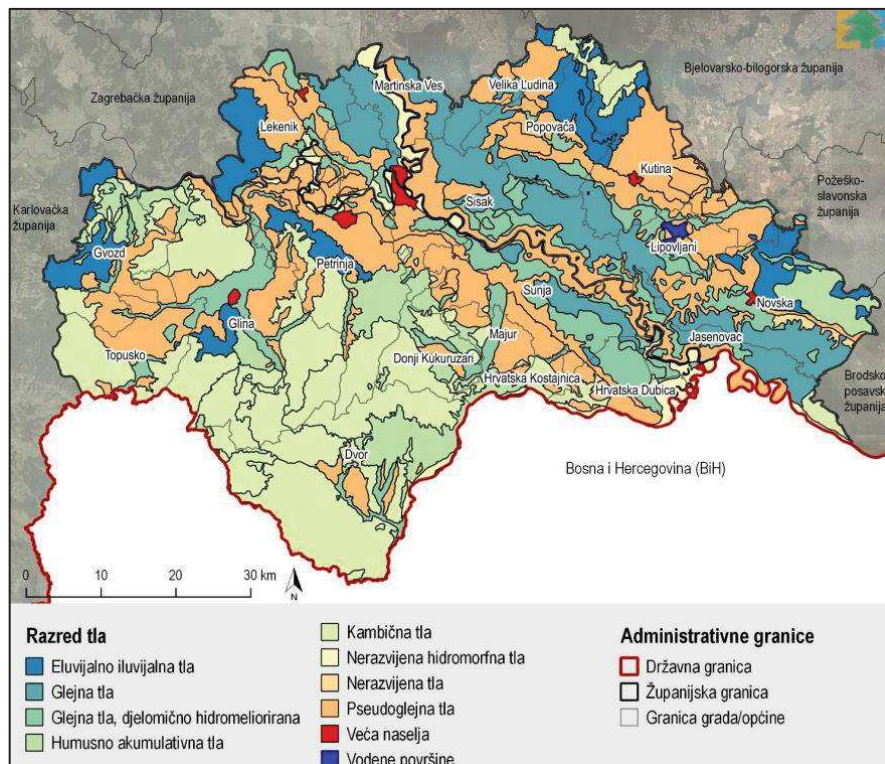 Bjelovarsko-bilogorska županija
Zagrebačka županija
Martinska Ves
Velika Ludina
Lekenik
Popovača
Kutina
Požeško-
slavonska
županija
Karlovačka
županija
Sisak
Gvozd
Lipovljani
Petrinja
Sunja
Novska
Glina
Majur
Jasenovac
Topusko
Donji Kukuruzari
Hrvatska Kostajnica
Hrvatska Dubica
Brodsko-
posavska
županija
Dvor
Bosna i Hercegovina (BiH)
0 10 20 30 km
N
Razred tla
Eluvijalno iluvijalna tla
Glejna tla
Glejna tla, djelomično hidromeliorirana
Humusno akumulativna tla
Kambična tla
Nerazvijena hidromorfna tla
Nerazvijena tla
Pseudoglejna tla
Veća naselja
Vodene površine
Administrativne granice
Državna granica
Županijska granica
Granica grada/općine